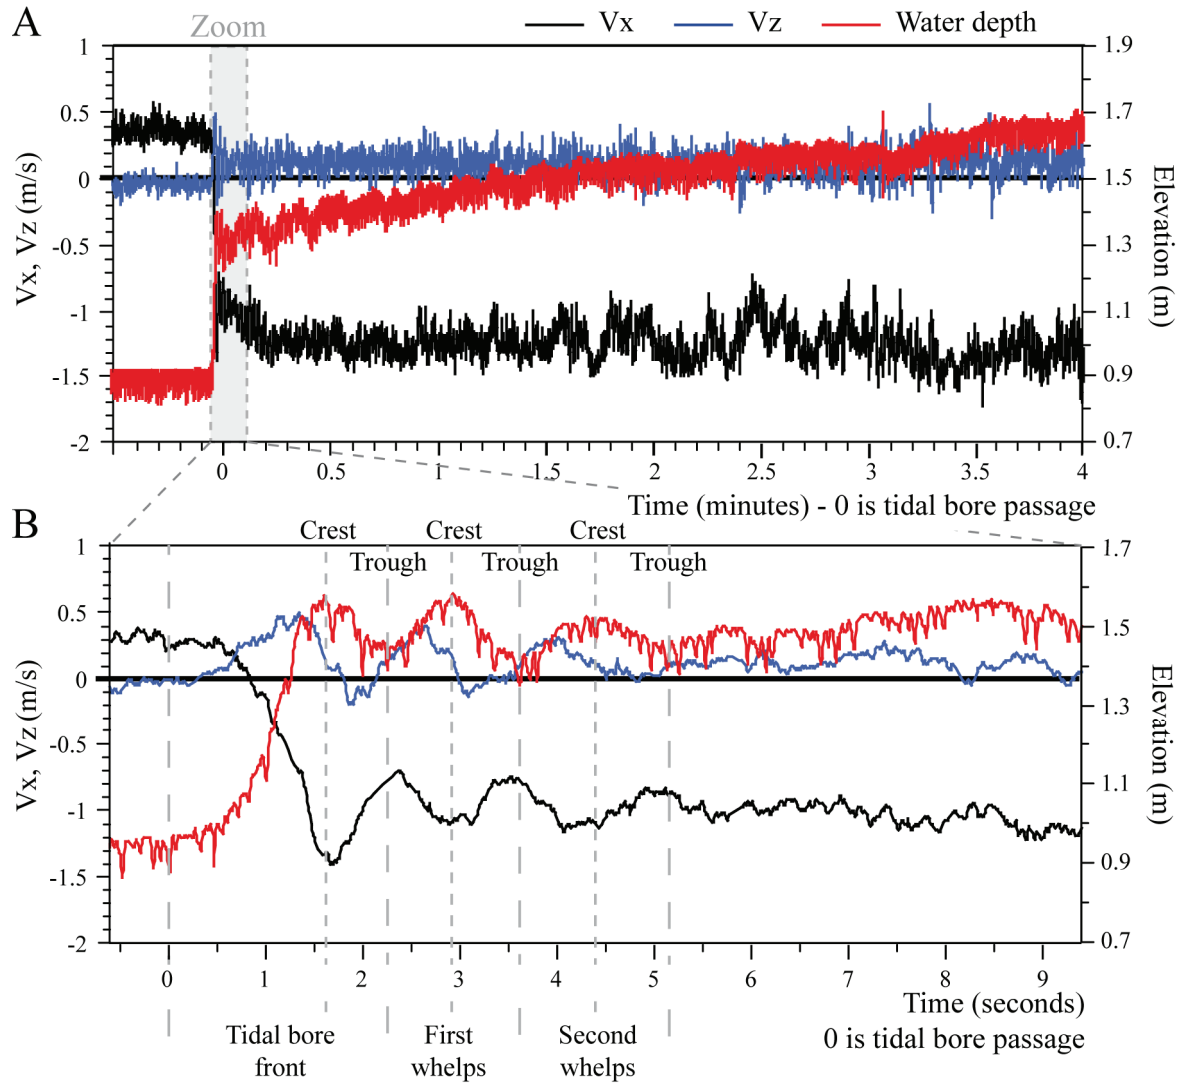 A
Vx
Vz
Water depth
Zoom
1
0.5
0
-0.5
-1
-1.5
-2
Vx, Vz (m/s)
1.9
1.7
1.5
1.3
1.1
0.9
0.7
Elevation (m)
0 0.5 1 1.5 2 2.5 3 3.5 4
Time (minutes) - 0 is tidal bore passage
B
Crest Crest Crest
Trough Trough Trough
1
0.5
0
-0.5
-1
-1.5
-2
Vx, Vz (m/s)
1.7
1.5
1.3
1.1
0.9
0.7
Elevation (m)
0 1 2 3 4 5 6 7 8 9
Time (seconds)
0 is tidal bore passage
Tidal bore
front
First
whelps
Second
whelps